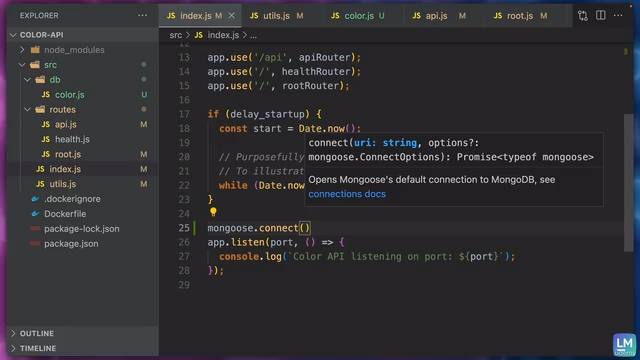 EXPLORER
JS index.js M
JS utils.js M
JS color.js U
JS api.js M
JS root.js M
src > JS index.js > ...
COLOR-API
node_modules
src
db
JS color.js U
routes
JS api.js M
JS health.js
JS root.js M
JS index.js M
JS utils.js M
.dockerignore
Dockerfile
package-lock.json
package.json
OUTLINE
TIMELINE
12
13 app.use('/api', apiRouter);
14 app.use('/', healthRouter);
15 app.use('/', rootRouter);
16
17 if (delay_startup) {
18 const start = Date.now();
19
20 // Purposefully
21 // To illustrat
22 while (Date.now
23 }
24
25 mongoose.connect()
26 app.listen(port, () => {
27 console.log(`Color API listening on port: ${port}`);
28 });
29
connect(uri: string, options?:
mongoose.ConnectOptions): Promise<typeof mongoose>
Opens Mongoose's default connection to MongoDB, see
connections docs
LM